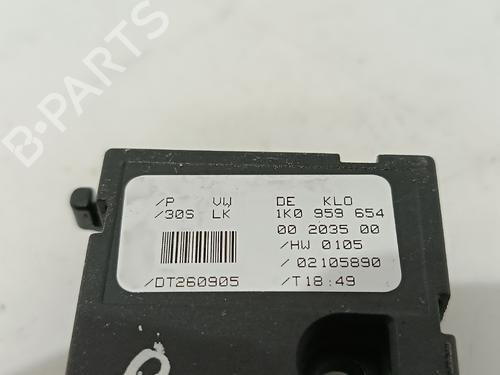 B-PARTS
/P VW DE KLO
/30S LK 1K0 959 654
00 2035 00
/HW 0105
/02105890
/DT260905 /T18:49